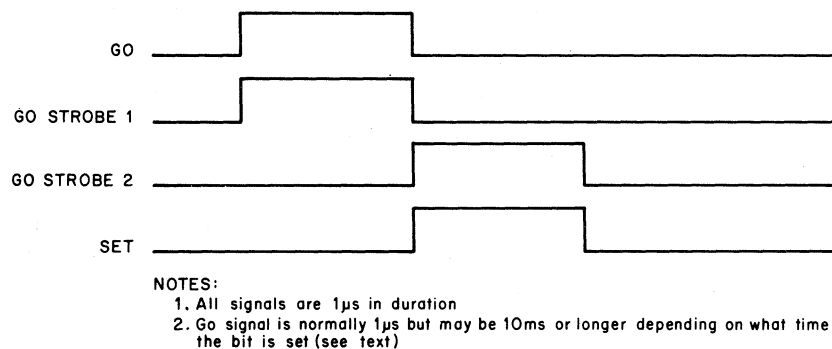 GO
GO STROBE 1
GO STROBE 2
SET
NOTES:
1. All signals are 1µs in duration
2. Go signal is normally 1µs but may be 10ms or longer depending on what time
the bit is set (see text)